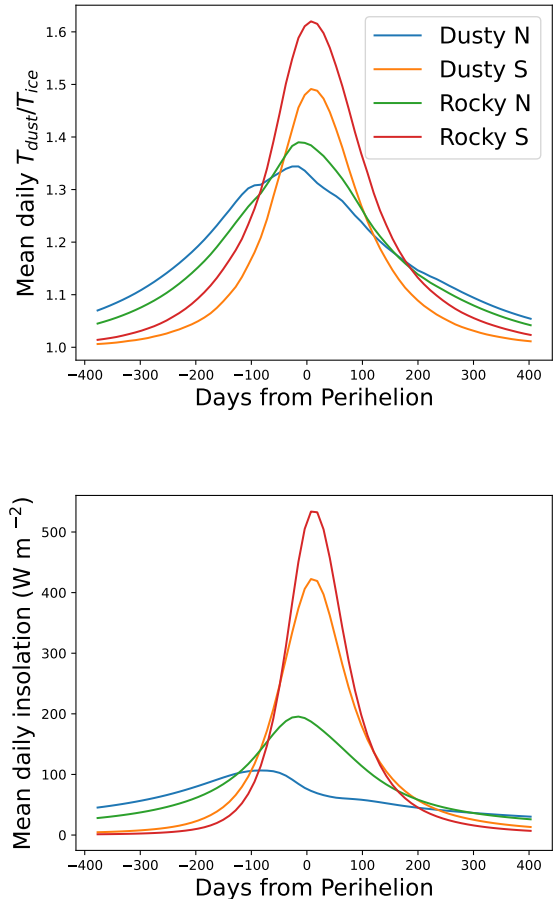 Mean daily T_dust/T_ice
1.6
1.5
1.4
1.3
1.2
1.1
1.0
Dusty N
Dusty S
Rocky N
Rocky S
−400 −300 −200 −100 0 100 200 300 400
Days from Perihelion
Mean daily insolation (W m⁻²)
500
400
300
200
100
0
−400 −300 −200 −100 0 100 200 300 400
Days from Perihelion